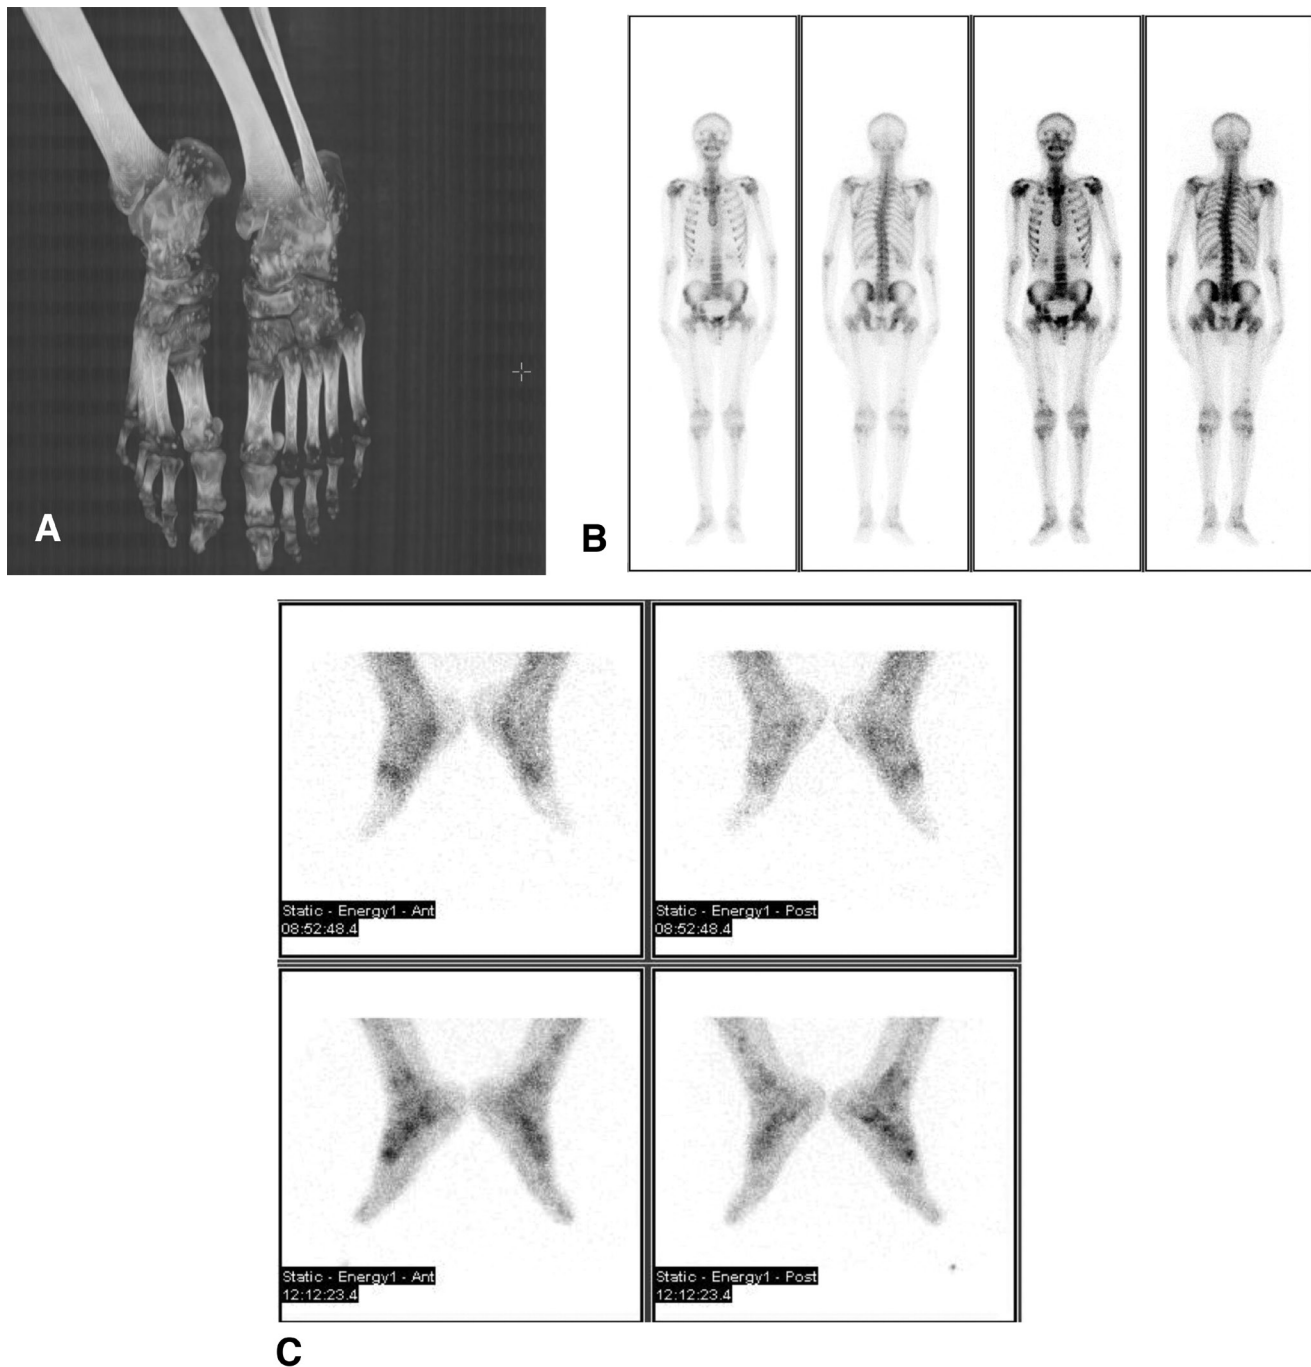 A
B
Static - Energy1 - Ant
08:52:48.4
Static - Energy1 - Post
08:52:48.4
Static - Energy1 - Ant
12:12:23.4
Static - Energy1 - Post
12:12:23.4
C